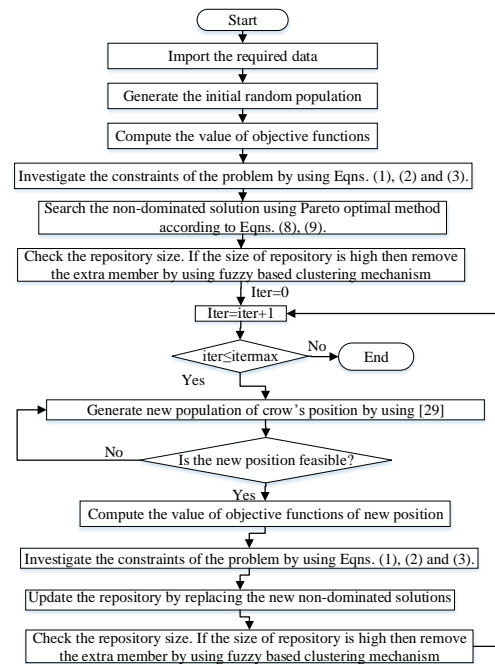 Start
Import the required data
Generate the initial random population
Compute the value of objective functions
Investigate the constraints of the problem by using Eqns. (1), (2) and (3).
Search the non-dominated solution using Pareto optimal method
according to Eqns. (8), (9).
Check the repository size. If the size of repository is high then remove
the extra member by using fuzzy based clustering mechanism
Iter=0
Iter=iter+1
iter≤itermax
No
End
Yes
Generate new population of crow's position by using [29]
Is the new position feasible?
No
Yes
Compute the value of objective functions of new position
Investigate the constraints of the problem by using Eqns. (1), (2) and (3).
Update the repository by replacing the new non-dominated solutions
Check the repository size. If the size of repository is high then remove
the extra member by using fuzzy based clustering mechanism